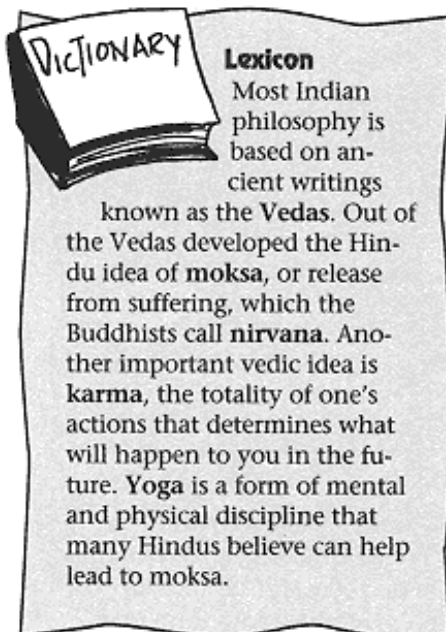 DICTIONARY
Lexicon
Most Indian
philosophy is
based on an-
cient writings
known as the Vedas. Out of
the Vedas developed the Hin-
du idea of moksa, or release
from suffering, which the
Buddhists call nirvana. Ano-
ther important vedic idea is
karma, the totality of one's
actions that determines what
will happen to you in the fu-
ture. Yoga is a form of mental
and physical discipline that
many Hindus believe can help
lead to moksa.